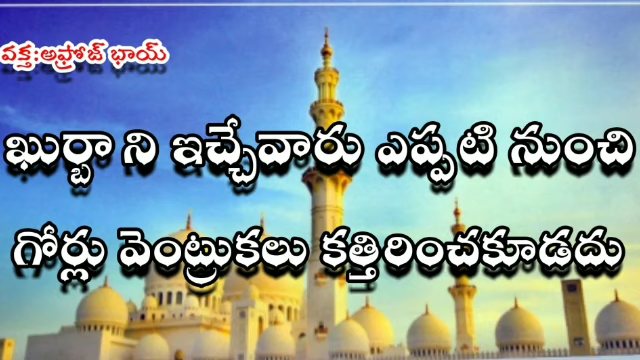 వక్త:అఫ్రోజ్ భాయ్
ఖుర్బాని ఇచ్చేవారు ఎప్పటి నుంచి
గోర్లు వెంట్రుకలు కత్తిరించకూడదు